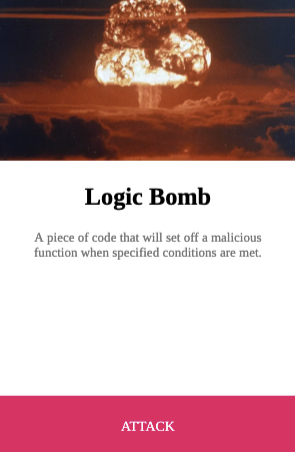 Logic Bomb
A piece of code that will set off a malicious
function when specified conditions are met.
ATTACK